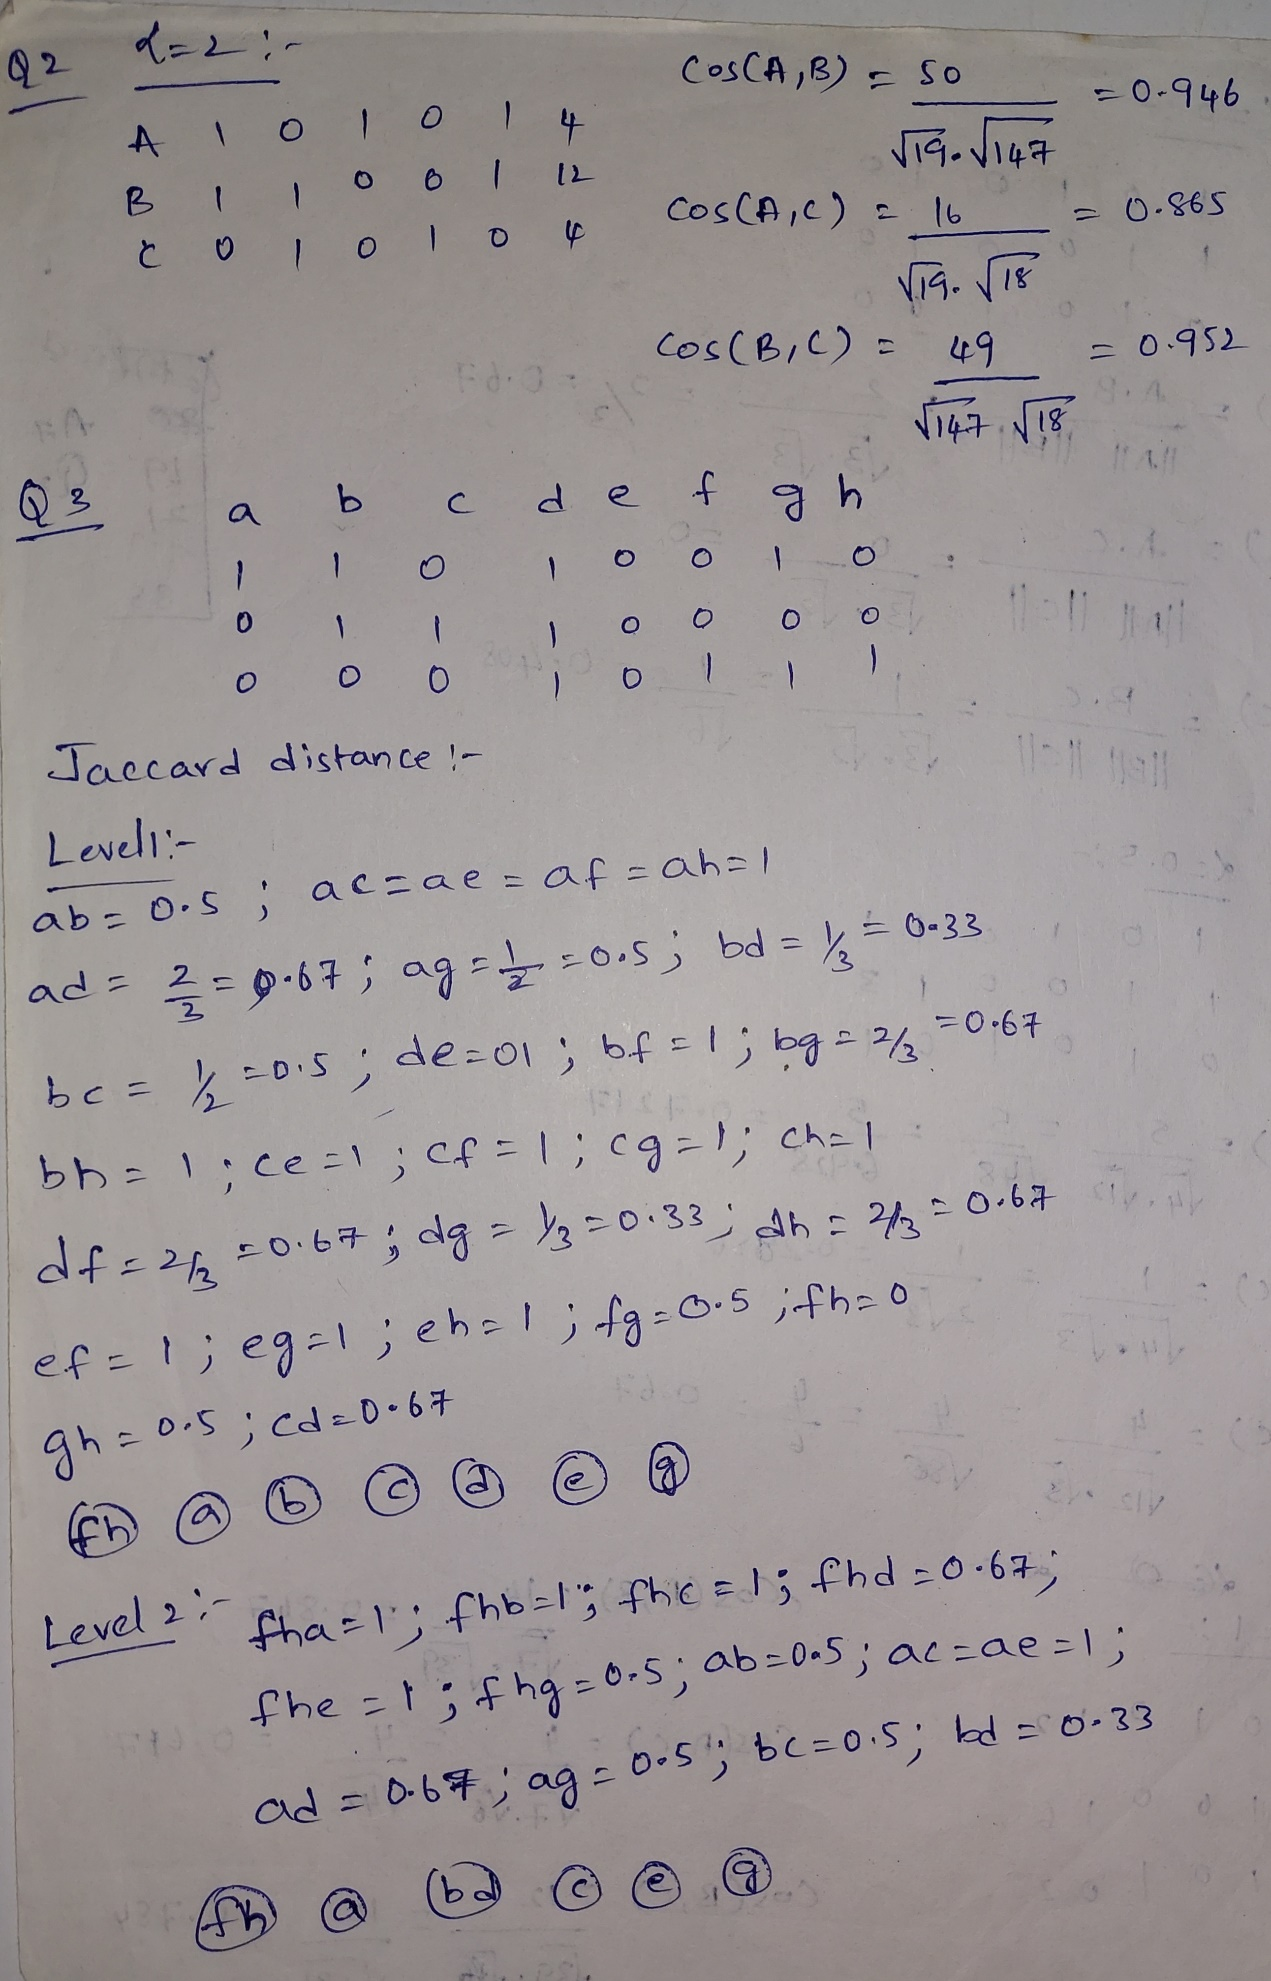 Q2 α=2 :-
A 1 0 1 0 1 4
B 1 1 0 0 1 12
C 0 1 0 1 0 4
Cos(A,B) = 50 / √19.√147 = 0.946
Cos(A,C) = 16 / √19.√18 = 0.865
Cos(B,C) = 49 / √147 √18 = 0.952
Q3 a b c d e f g h
1 1 0 1 0 0 1 0
0 1 1 1 0 0 0 0
0 0 0 1 0 1 1 1
Jaccard distance :-
Level1:-
ab = 0.5 ; ac=ae=af=ah=1
ad = 2/3 = 0.67 ; ag = 1/2 = 0.5 ; bd = 1/3 = 0.33
bc = 1/2 = 0.5 ; de=01 ; bf=1 ; bg = 2/3 = 0.67
bh = 1 ; ce=1 ; cf=1 ; cg=1; ch=1
df = 2/3 = 0.67 ; dg = 1/3 = 0.33 ; dh = 2/3 = 0.67
ef = 1 ; eg=1 ; eh=1 ; fg=0.5 ; fh=0
gh = 0.5 ; cd=0.67
fh a b c d e g
Level 2 :- fha=1 ; fhb=1 ; fhc=1 ; fhd=0.67;
fhe = 1 ; fhg=0.5 ; ab=0.5 ; ac=ae=1 ;
ad = 0.67 ; ag = 0.5 ; bc=0.5 ; bd = 0.33
fh a bd c e g